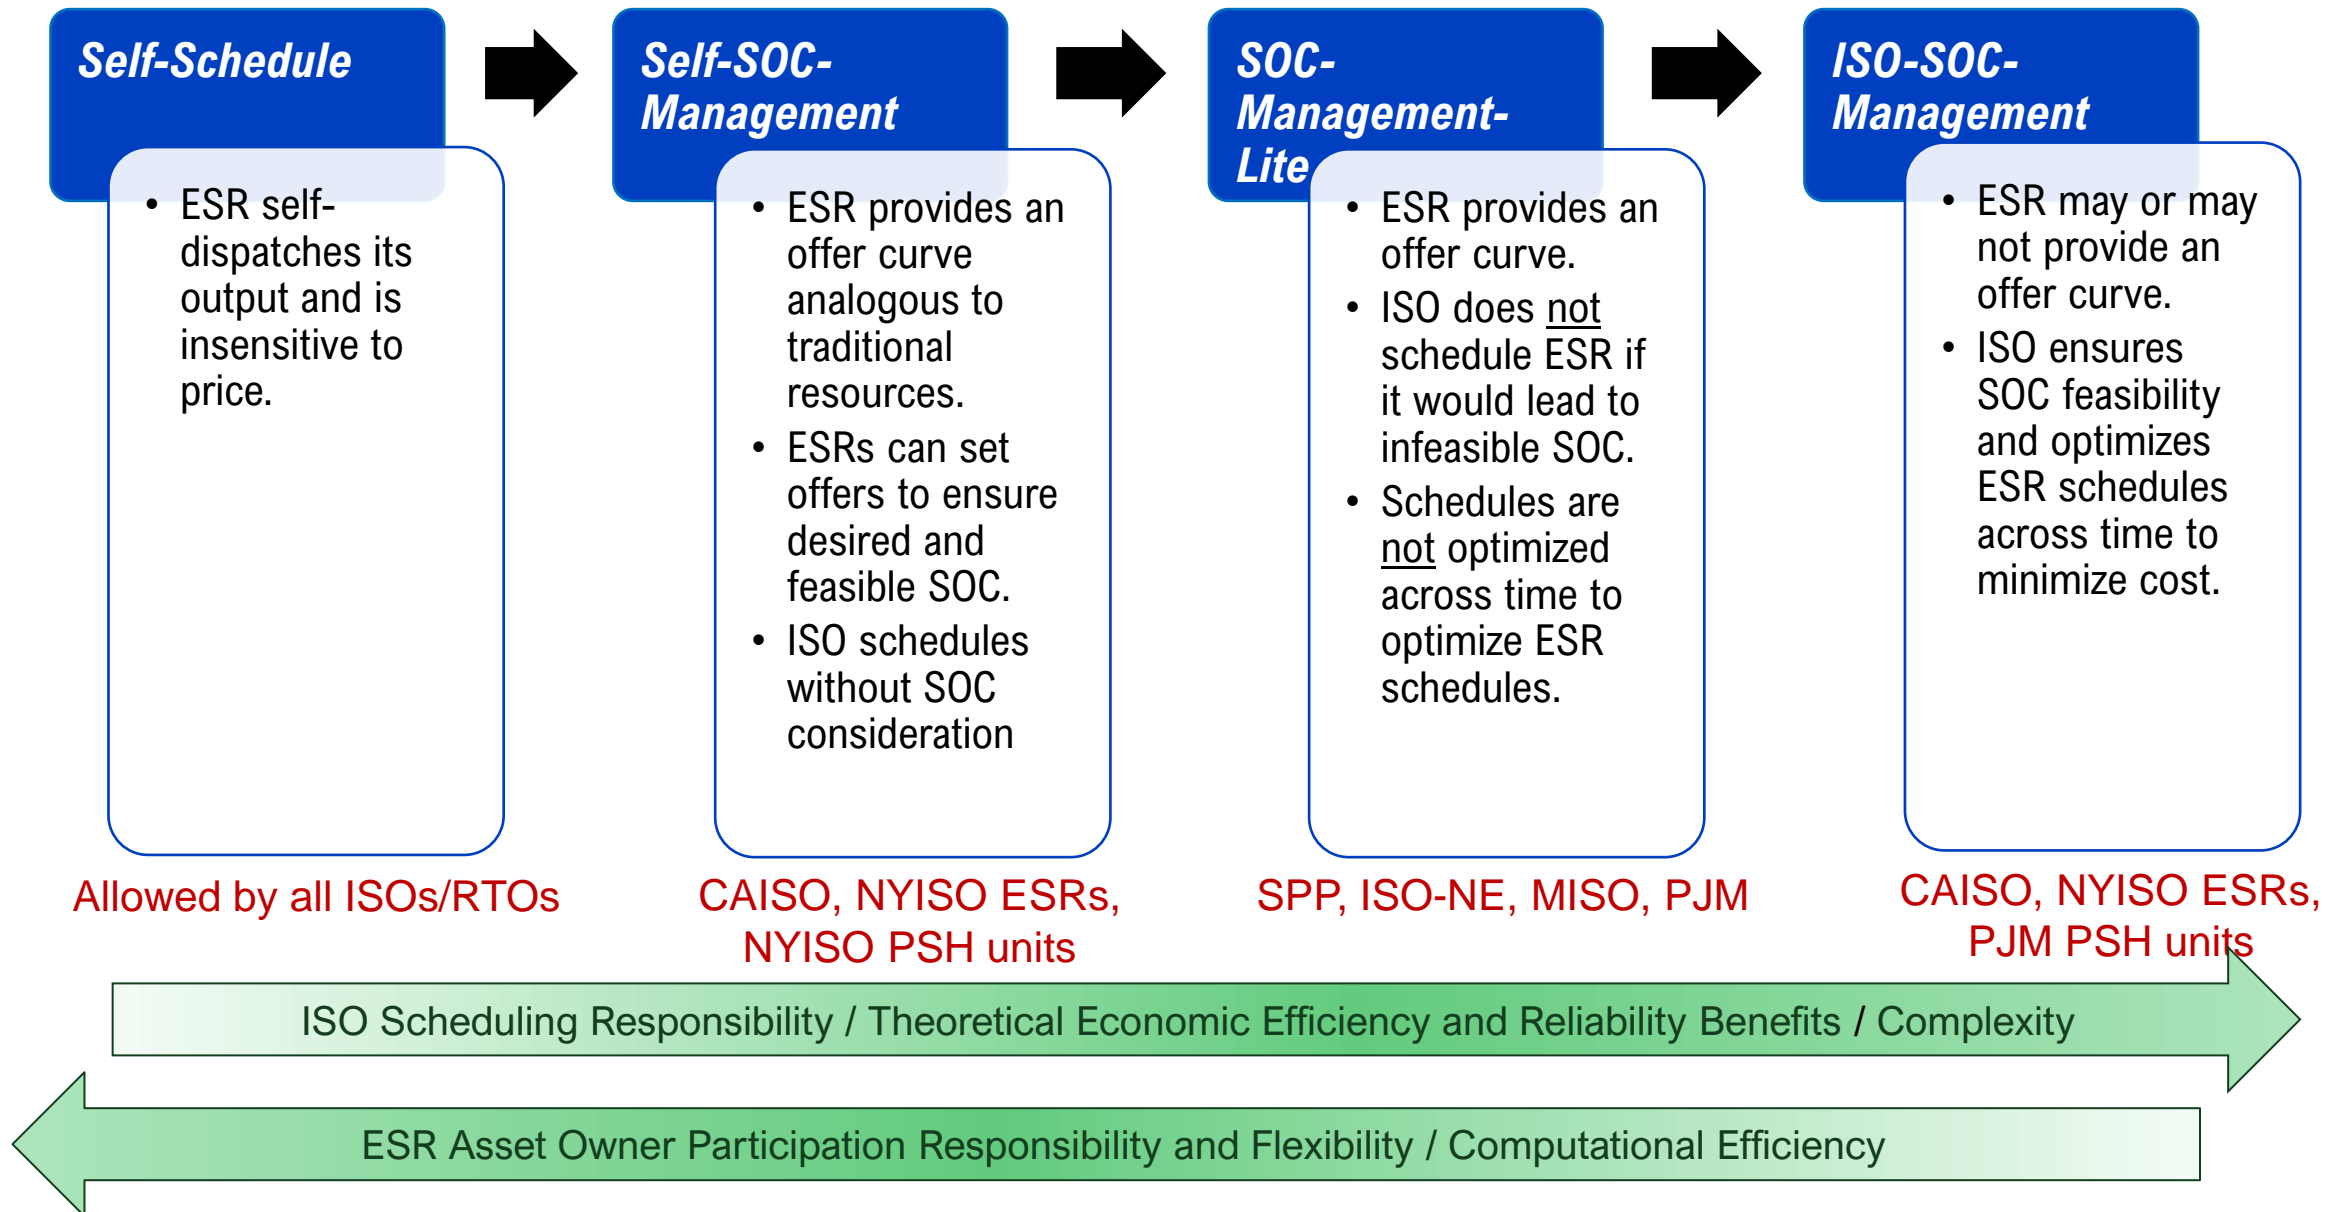 Self-Schedule
• ESR self-
dispatches its
output and is
insensitive to
price.
Allowed by all ISOs/RTOs
Self-SOC-
Management
• ESR provides an
offer curve
analogous to
traditional
resources.
• ESRs can set
offers to ensure
desired and
feasible SOC.
• ISO schedules
without SOC
consideration
CAISO, NYISO ESRs,
NYISO PSH units
SOC-
Management-
Lite
• ESR provides an
offer curve.
• ISO does not
schedule ESR if
it would lead to
infeasible SOC.
• Schedules are
not optimized
across time to
optimize ESR
schedules.
SPP, ISO-NE, MISO, PJM
ISO-SOC-
Management
• ESR may or may
not provide an
offer curve.
• ISO ensures
SOC feasibility
and optimizes
ESR schedules
across time to
minimize cost.
CAISO, NYISO ESRs,
PJM PSH units
ISO Scheduling Responsibility / Theoretical Economic Efficiency and Reliability Benefits / Complexity
ESR Asset Owner Participation Responsibility and Flexibility / Computational Efficiency